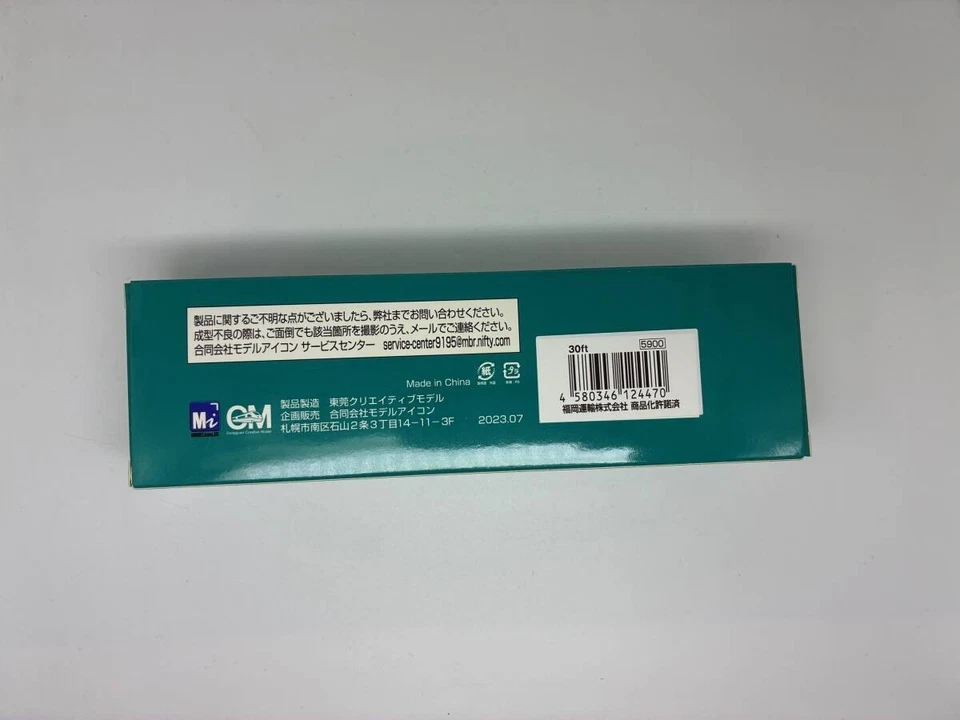 製品に関するご不明な点がございましたら、弊社までお問い合わせください。
成型不良の際は、ご面倒でも該当箇所を撮影のうえ、メールでご連絡ください。
合同会社モデルアイコン サービスセンター service-center9195@mbr.nifty.com
30ft 5900
4 580346 124470
福岡運輸株式会社 商品化許諾済
Made in China
紙
プラ
Mi
CM
製品製造 東莞クリエイティブモデル
企画販売 合同会社モデルアイコン
札幌市南区石山2条3丁目14-11-3F 2023.07